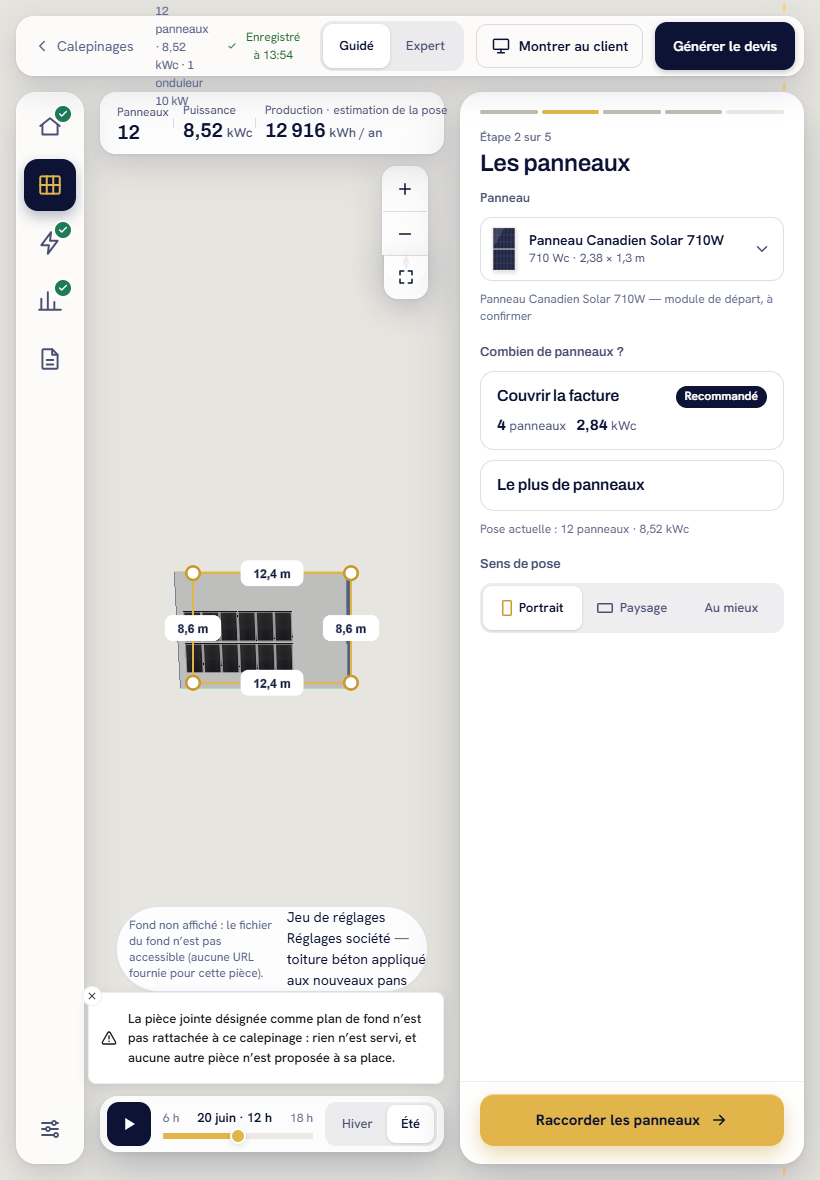 Calepinages
12
panneaux
· 8,52
kWc · 1
onduleur
10 kW
Enregistré
à 13:54
Guidé
Expert
Montrer au client
Générer le devis
Panneaux
12
Puissance
8,52 kWc
Production · estimation de la pose
12 916 kWh / an
12,4 m
8,6 m
8,6 m
12,4 m
Fond non affiché : le fichier
du fond n’est pas
accessible (aucune URL
fournie pour cette pièce).
Jeu de réglages
Réglages société —
toiture béton appliqué
aux nouveaux pans
La pièce jointe désignée comme plan de fond n’est
pas rattachée à ce calepinage : rien n’est servi, et
aucune autre pièce n’est proposée à sa place.
6 h
20 juin · 12 h
18 h
Hiver
Été
Étape 2 sur 5
Les panneaux
Panneau
Panneau Canadien Solar 710W
710 Wc · 2,38 × 1,3 m
Panneau Canadien Solar 710W — module de départ, à
confirmer
Combien de panneaux ?
Couvrir la facture
Recommandé
4 panneaux 2,84 kWc
Le plus de panneaux
Pose actuelle : 12 panneaux · 8,52 kWc
Sens de pose
Portrait
Paysage
Au mieux
Raccorder les panneaux